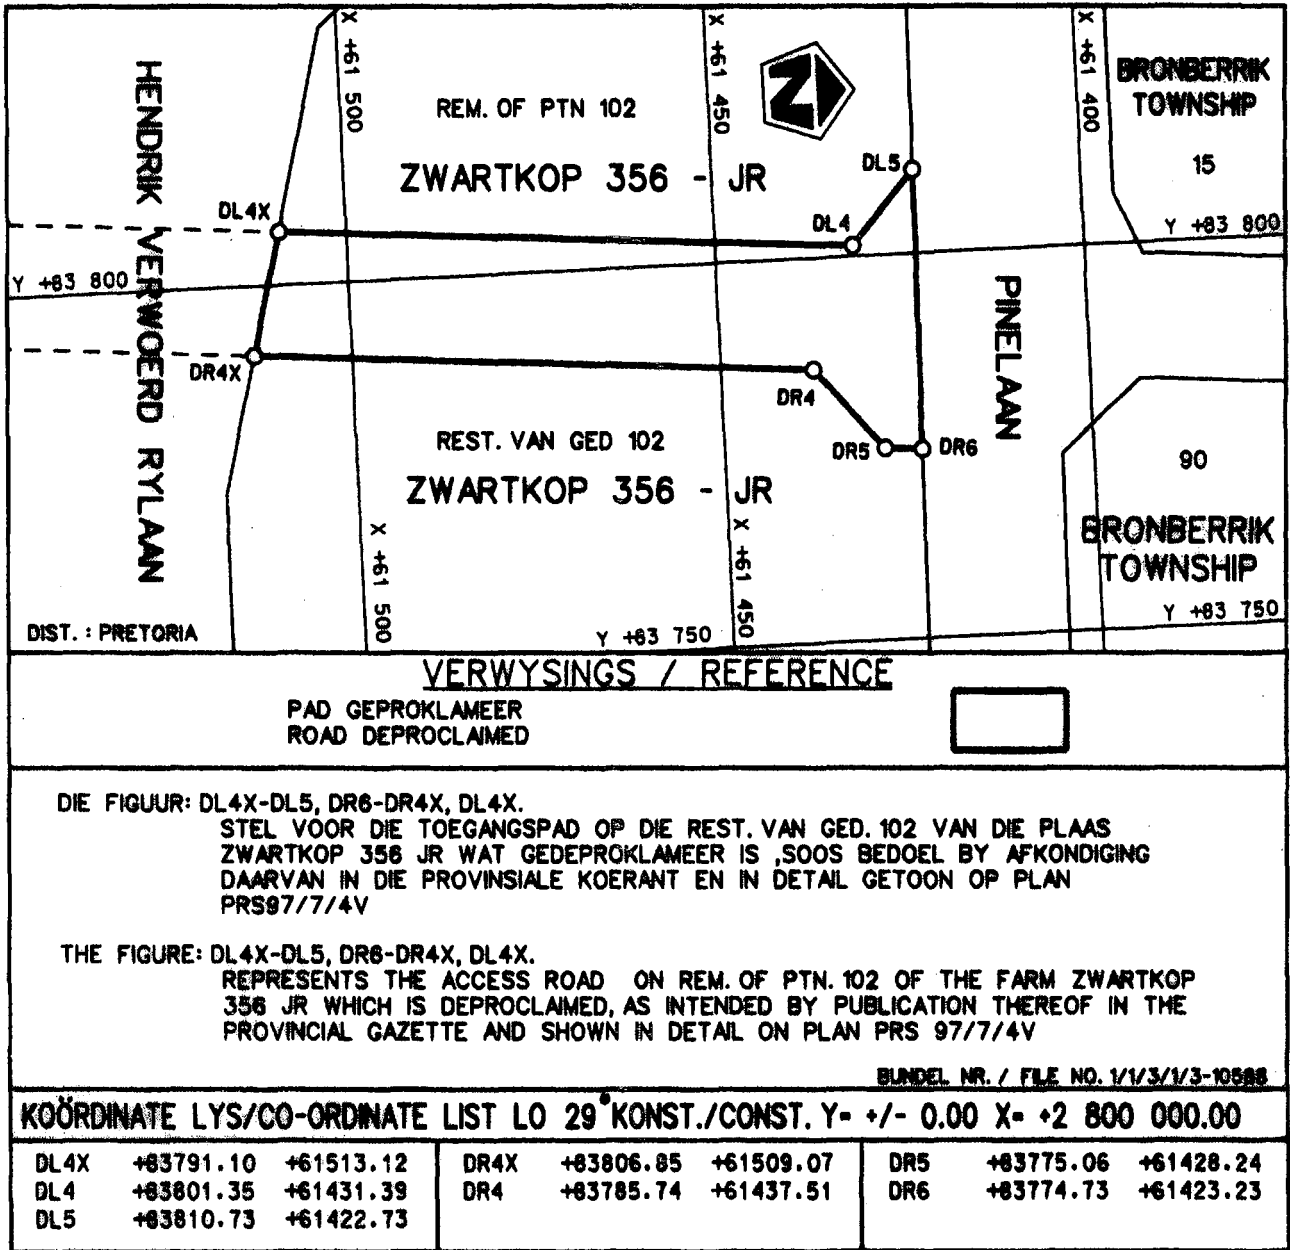 X +61 500
X +61 450
X +61 400
HENDRIK VERWOERD RYLAAN
REM. OF PTN 102
ZWARTKOP 356 - JR
N
BRONBERRIK
TOWNSHIP
15
DL5
DL4X
DL4
Y +83 800
Y +83 800
PINELAAN
DR4X
DR4
REST. VAN GED 102
ZWARTKOP 356 - JR
DR5
DR6
90
BRONBERRIK
TOWNSHIP
X +61 500
X +61 450
DIST. : PRETORIA
Y +83 750
Y +83 750
VERWYSINGS / REFERENCE
PAD GEPROKLAMEER
ROAD DEPROCLAIMED
DIE FIGUUR: DL4X-DL5, DR6-DR4X, DL4X.
STEL VOOR DIE TOEGANGSPAD OP DIE REST. VAN GED. 102 VAN DIE PLAAS
ZWARTKOP 356 JR WAT GEDEPROKLAMEER IS ,SOOS BEDOEL BY AFKONDIGING
DAARVAN IN DIE PROVINSIALE KOERANT EN IN DETAIL GETOON OP PLAN
PRS97/7/4V
THE FIGURE: DL4X-DL5, DR6-DR4X, DL4X.
REPRESENTS THE ACCESS ROAD ON REM. OF PTN. 102 OF THE FARM ZWARTKOP
356 JR WHICH IS DEPROCLAIMED, AS INTENDED BY PUBLICATION THEREOF IN THE
PROVINCIAL GAZETTE AND SHOWN IN DETAIL ON PLAN PRS 97/7/4V
BUNDEL NR. / FILE NO. 1/1/3/1/3-10588
KOÖRDINATE LYS/CO-ORDINATE LIST LO 29° KONST./CONST. Y= +/- 0.00 X= +2 800 000.00
DL4X +83791.10 +61513.12 DR4X +83806.85 +61509.07 DR5 +83775.06 +61428.24
DL4 +83801.35 +61431.39 DR4 +83785.74 +61437.51 DR6 +83774.73 +61423.23
DL5 +83810.73 +61422.73